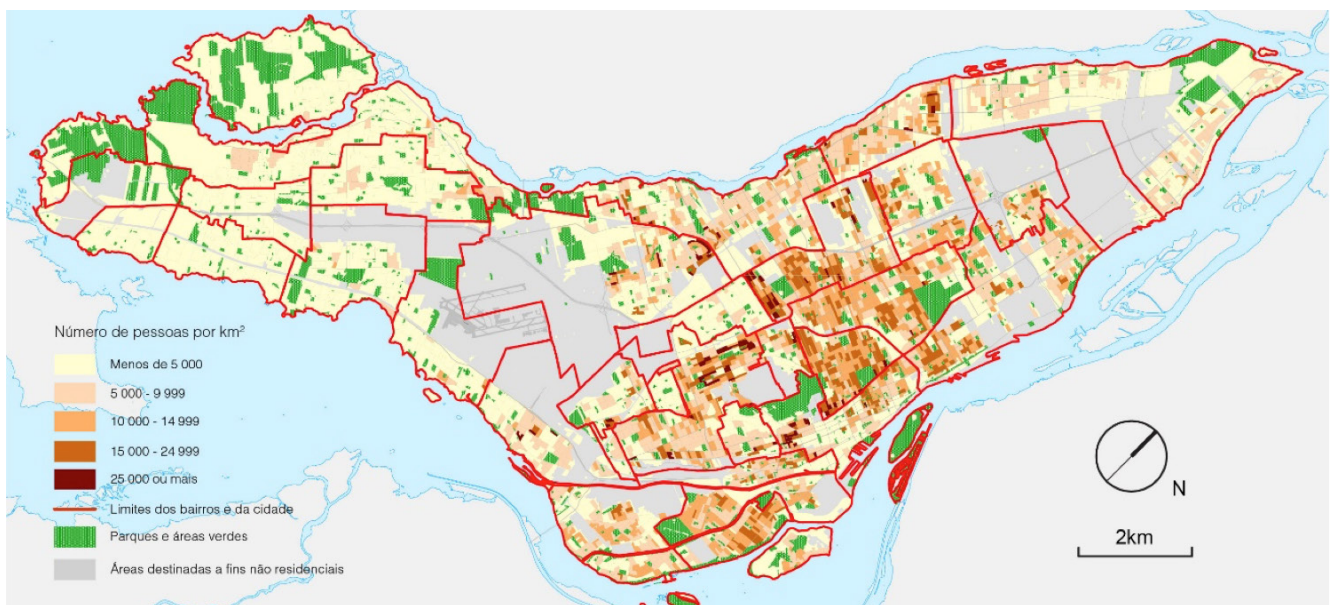 Número de pessoas por km²
Menos de 5 000
5 000 - 9 999
10 000 - 14 999
15 000 - 24 999
25 000 ou mais
Limites dos bairros e da cidade
Parques e áreas verdes
Áreas destinadas a fins não residenciais
N
2km